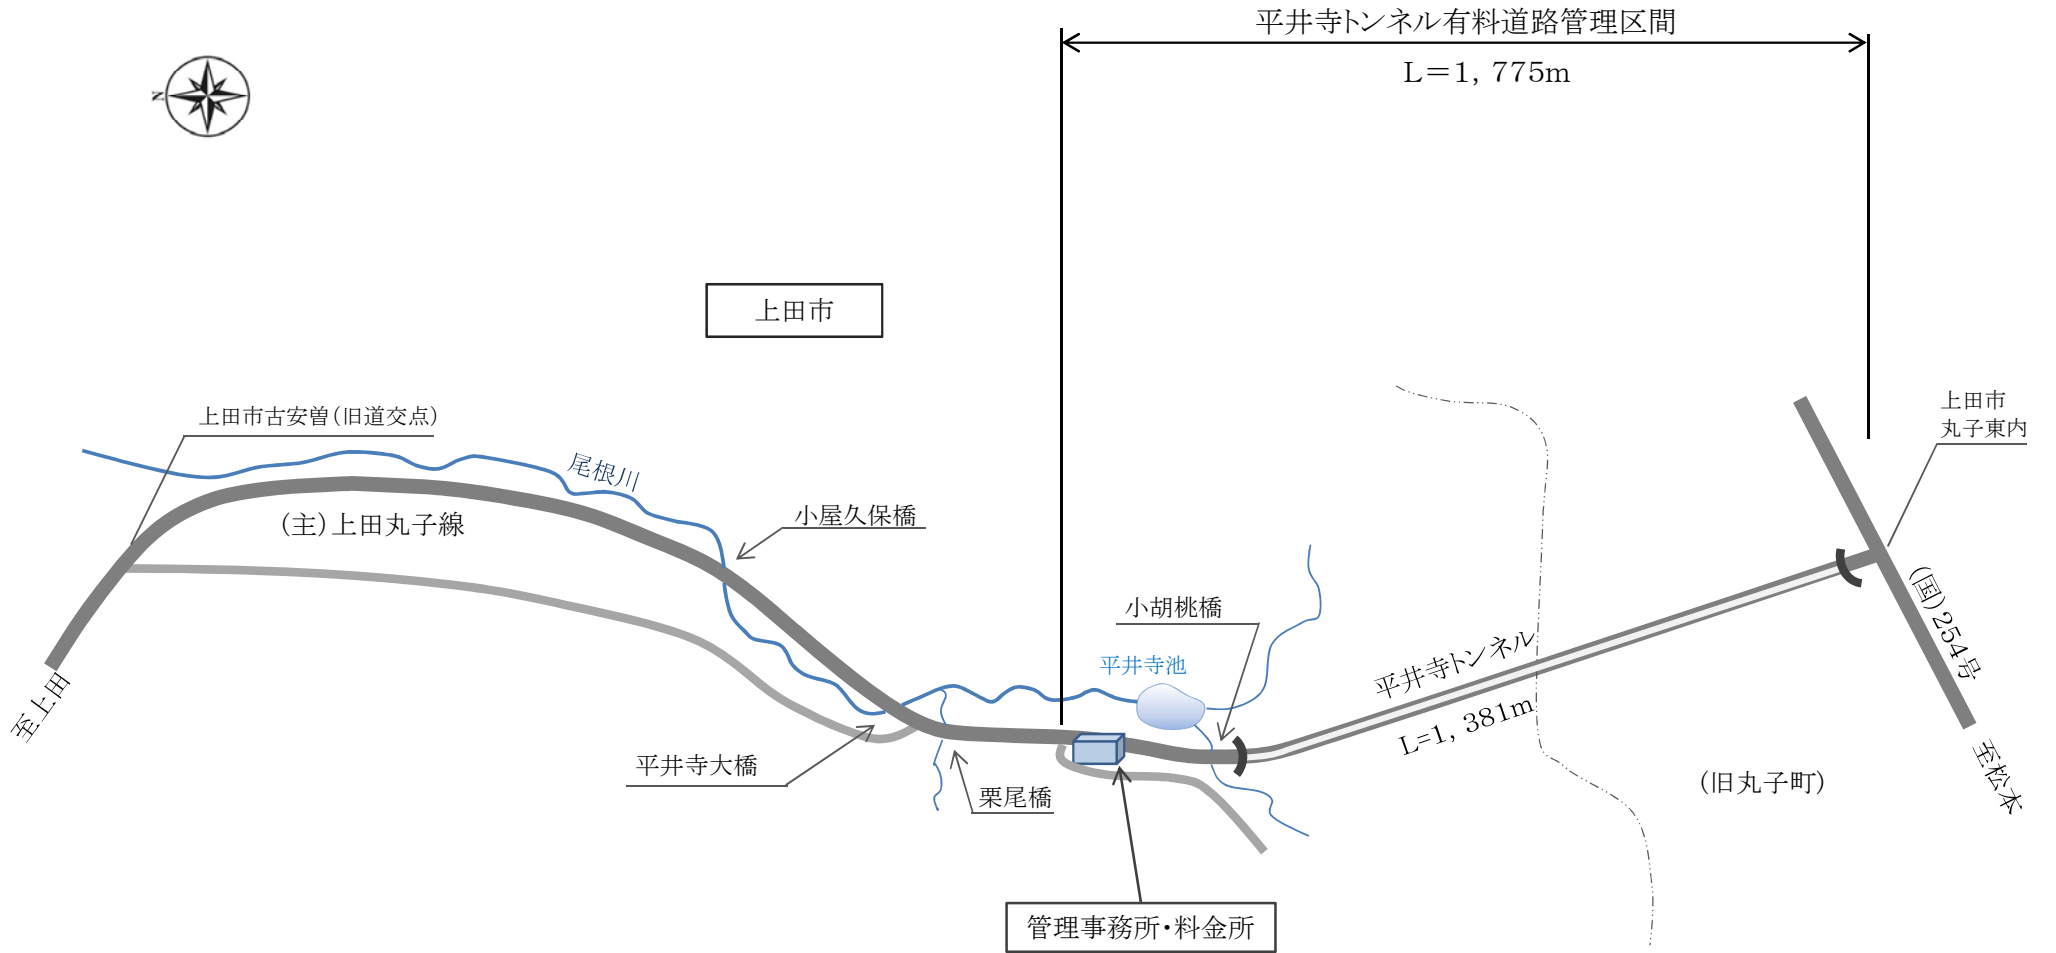 平井寺トンネル有料道路管理区間
L＝1, 775m
N
上田市
上田市古安曽（旧道交点）
尾根川
(主)上田丸子線
小屋久保橋
上田市
丸子東内
小胡桃橋
平井寺池
平井寺トンネル
L=1, 381m
(国)254号
至上田
平井寺大橋
栗尾橋
(旧丸子町)
至松本
管理事務所・料金所